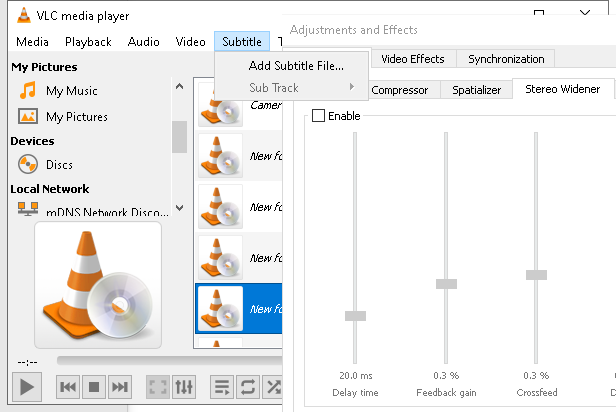 VLC media player
Media Playback Audio Video Subtitle T
Add Subtitle File...
Sub Track
My Pictures
My Music
My Pictures
Devices
Discs
Local Network
mDNS Network Disco...
Camer
New fo
New fo
New fo
New fo
--:--
Adjustments and Effects
Video Effects Synchronization
Compressor Spatializer Stereo Widener
Enable
20.0 ms 0.3 % 0.3 %
Delay time Feedback gain Crossfeed D